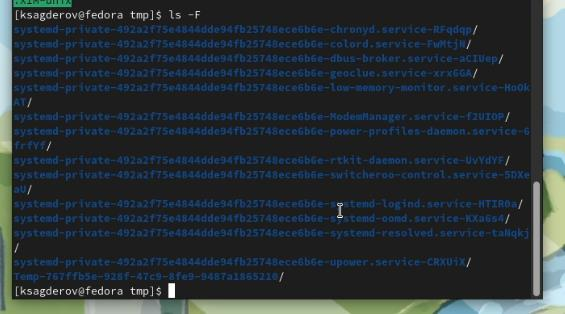 .X1M-unix
[ksagderov@fedora tmp]$ ls -F
systemd-private-492a2f75e4844dde94fb25748ece6b6e-chronyd.service-RFqdqp/
systemd-private-492a2f75e4844dde94fb25748ece6b6e-colord.service-FwMtjN/
systemd-private-492a2f75e4844dde94fb25748ece6b6e-dbus-broker.service-aCIUep/
systemd-private-492a2f75e4844dde94fb25748ece6b6e-geoclue.service-xrx6GA/
systemd-private-492a2f75e4844dde94fb25748ece6b6e-low-memory-monitor.service-HoOk
AT/
systemd-private-492a2f75e4844dde94fb25748ece6b6e-ModemManager.service-f2UIOP/
systemd-private-492a2f75e4844dde94fb25748ece6b6e-power-profiles-daemon.service-6
frfYf/
systemd-private-492a2f75e4844dde94fb25748ece6b6e-rtkit-daemon.service-UvYdYF/
systemd-private-492a2f75e4844dde94fb25748ece6b6e-switcheroo-control.service-5DXe
aU/
systemd-private-492a2f75e4844dde94fb25748ece6b6e-systemd-logind.service-HTIR0a/
systemd-private-492a2f75e4844dde94fb25748ece6b6e-systemd-oomd.service-KXa6s4/
systemd-private-492a2f75e4844dde94fb25748ece6b6e-systemd-resolved.service-taNqkj
/
systemd-private-492a2f75e4844dde94fb25748ece6b6e-upower.service-CRXUiX/
Temp-767ffb5e-928f-47c9-8fe9-9487a1865210/
[ksagderov@fedora tmp]$